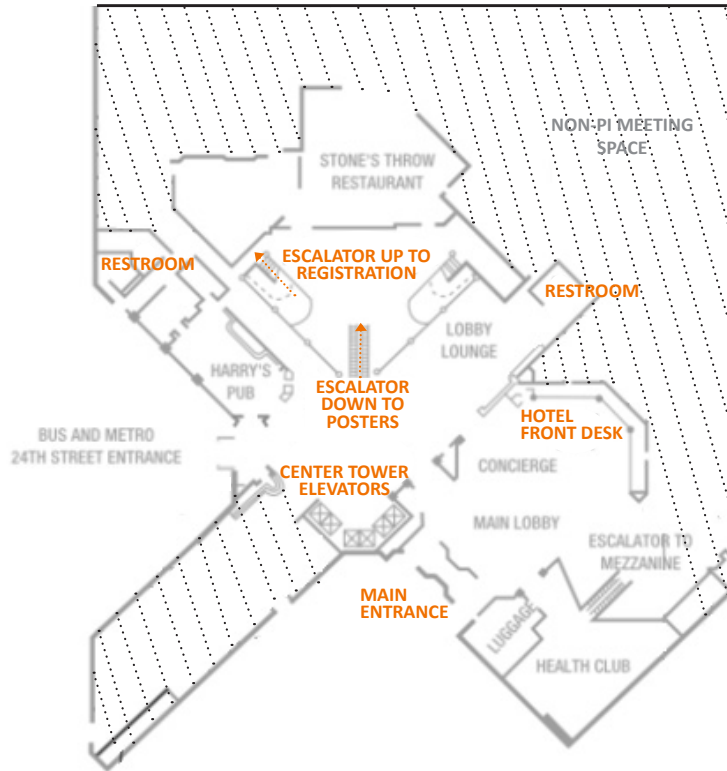 NON-PI MEETING
SPACE
STONE'S THROW
RESTAURANT
ESCALATOR UP TO
REGISTRATION
RESTROOM
RESTROOM
LOBBY
LOUNGE
HARRY'S
PUB
ESCALATOR
DOWN TO
POSTERS
HOTEL
FRONT DESK
BUS AND METRO
24TH STREET ENTRANCE
CENTER TOWER
ELEVATORS
CONCIERGE
MAIN LOBBY
ESCALATOR TO
MEZZANINE
MAIN
ENTRANCE
LUGGAGE
HEALTH CLUB